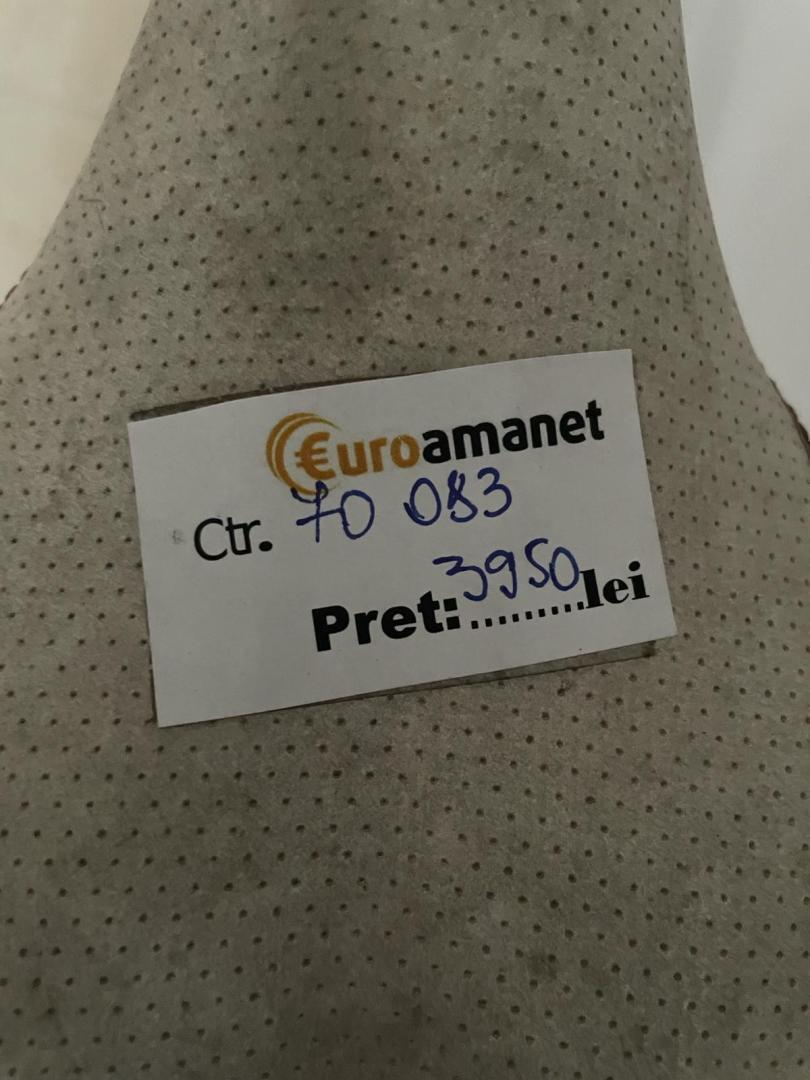 €uroamanet
Ctr. 70 083
Pret:3950.........lei